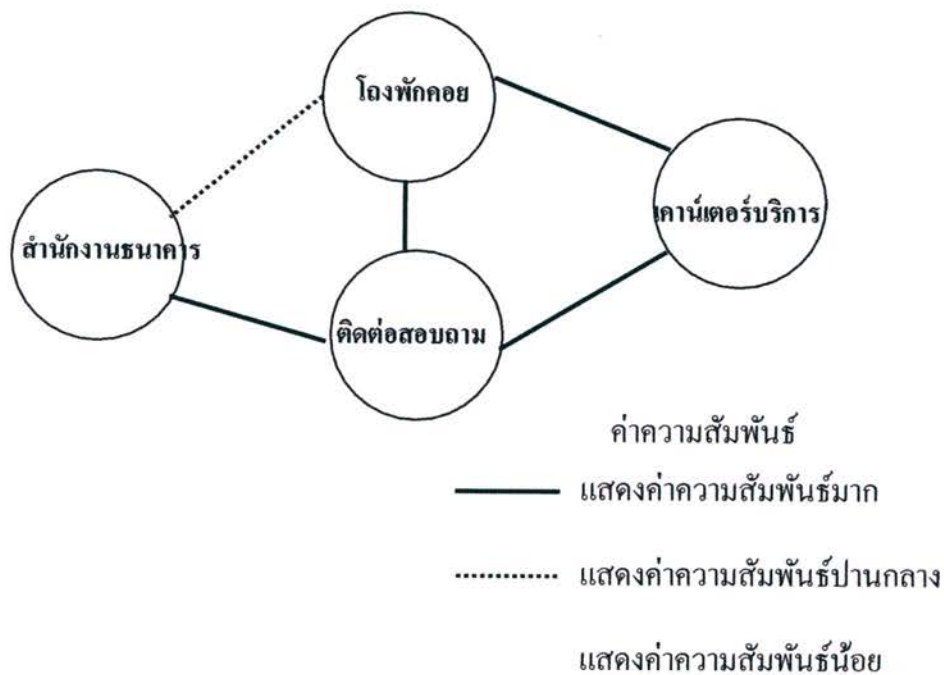 โถงพักคอย
เคาน์เตอร์บริการ
สำนักงานธนาคาร
ติดต่อสอบถาม
ค่าความสัมพันธ์
แสดงค่าความสัมพันธ์มาก
แสดงค่าความสัมพันธ์ปานกลาง
แสดงค่าความสัมพันธ์น้อย